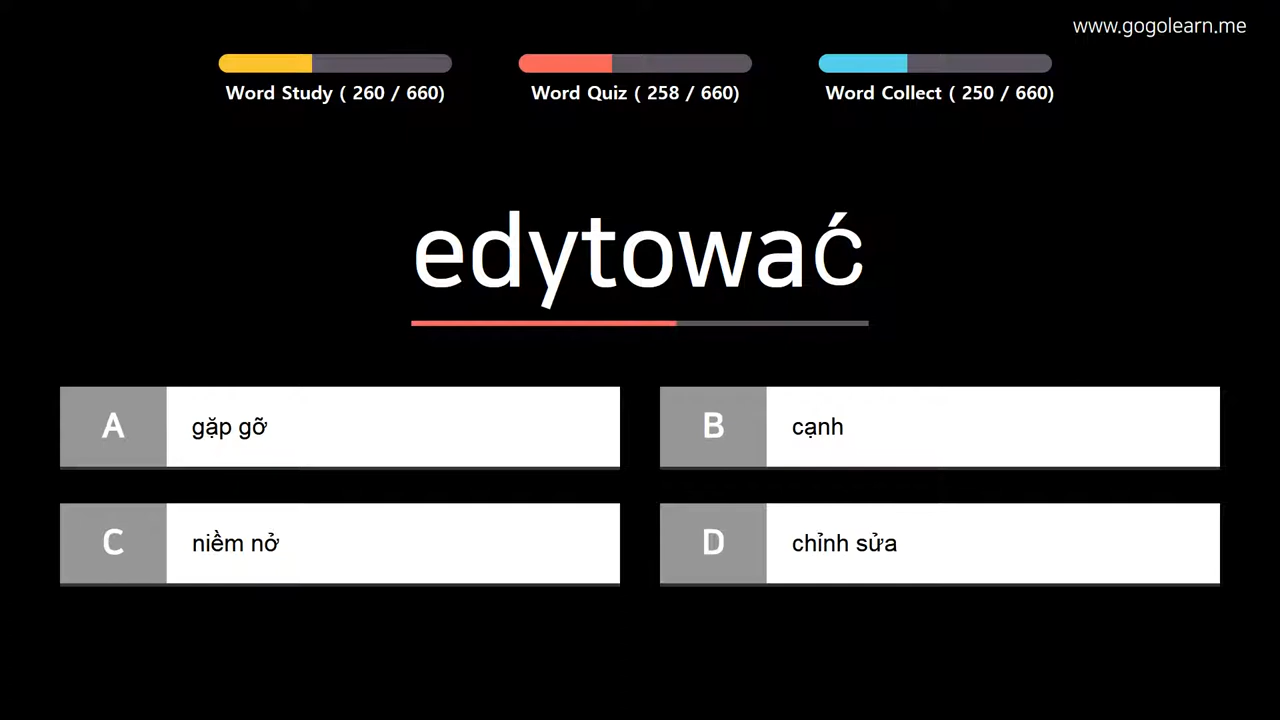 www.gogolearn.me
Word Study ( 260 / 660)
Word Quiz ( 258 / 660)
Word Collect ( 250 / 660)
edytować
A gặp gỡ
B cạnh
C niềm nở
D chỉnh sửa